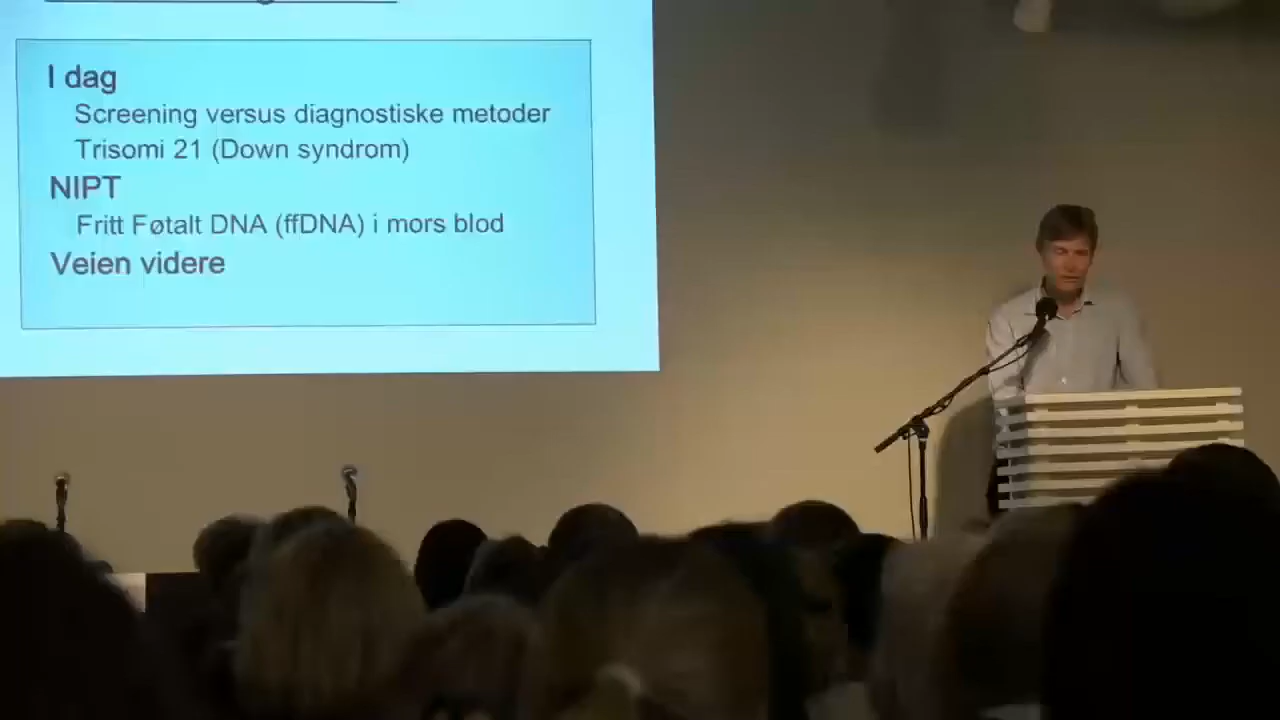 I dag
Screening versus diagnostiske metoder
Trisomi 21 (Down syndrom)
NIPT
Fritt Føtalt DNA (ffDNA) i mors blod
Veien videre